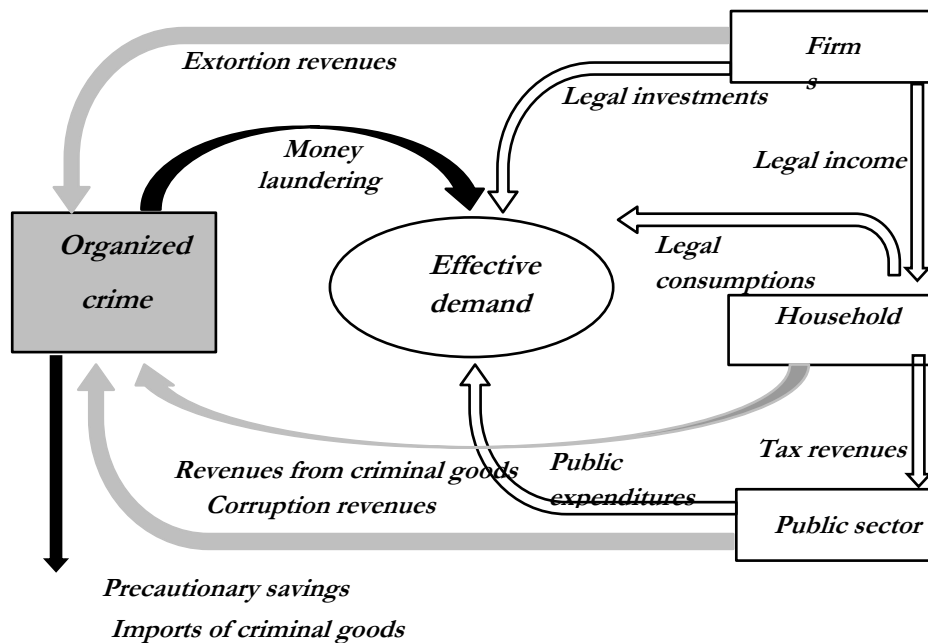 Firm
s
Extortion revenues
Legal investments
Money
laundering
Legal income
Organized
crime
Effective
demand
Legal
consumptions
Household
Revenues from criminal goods
Corruption revenues
Public
expenditures
Tax revenues
Public sector
Precautionary savings
Imports of criminal goods